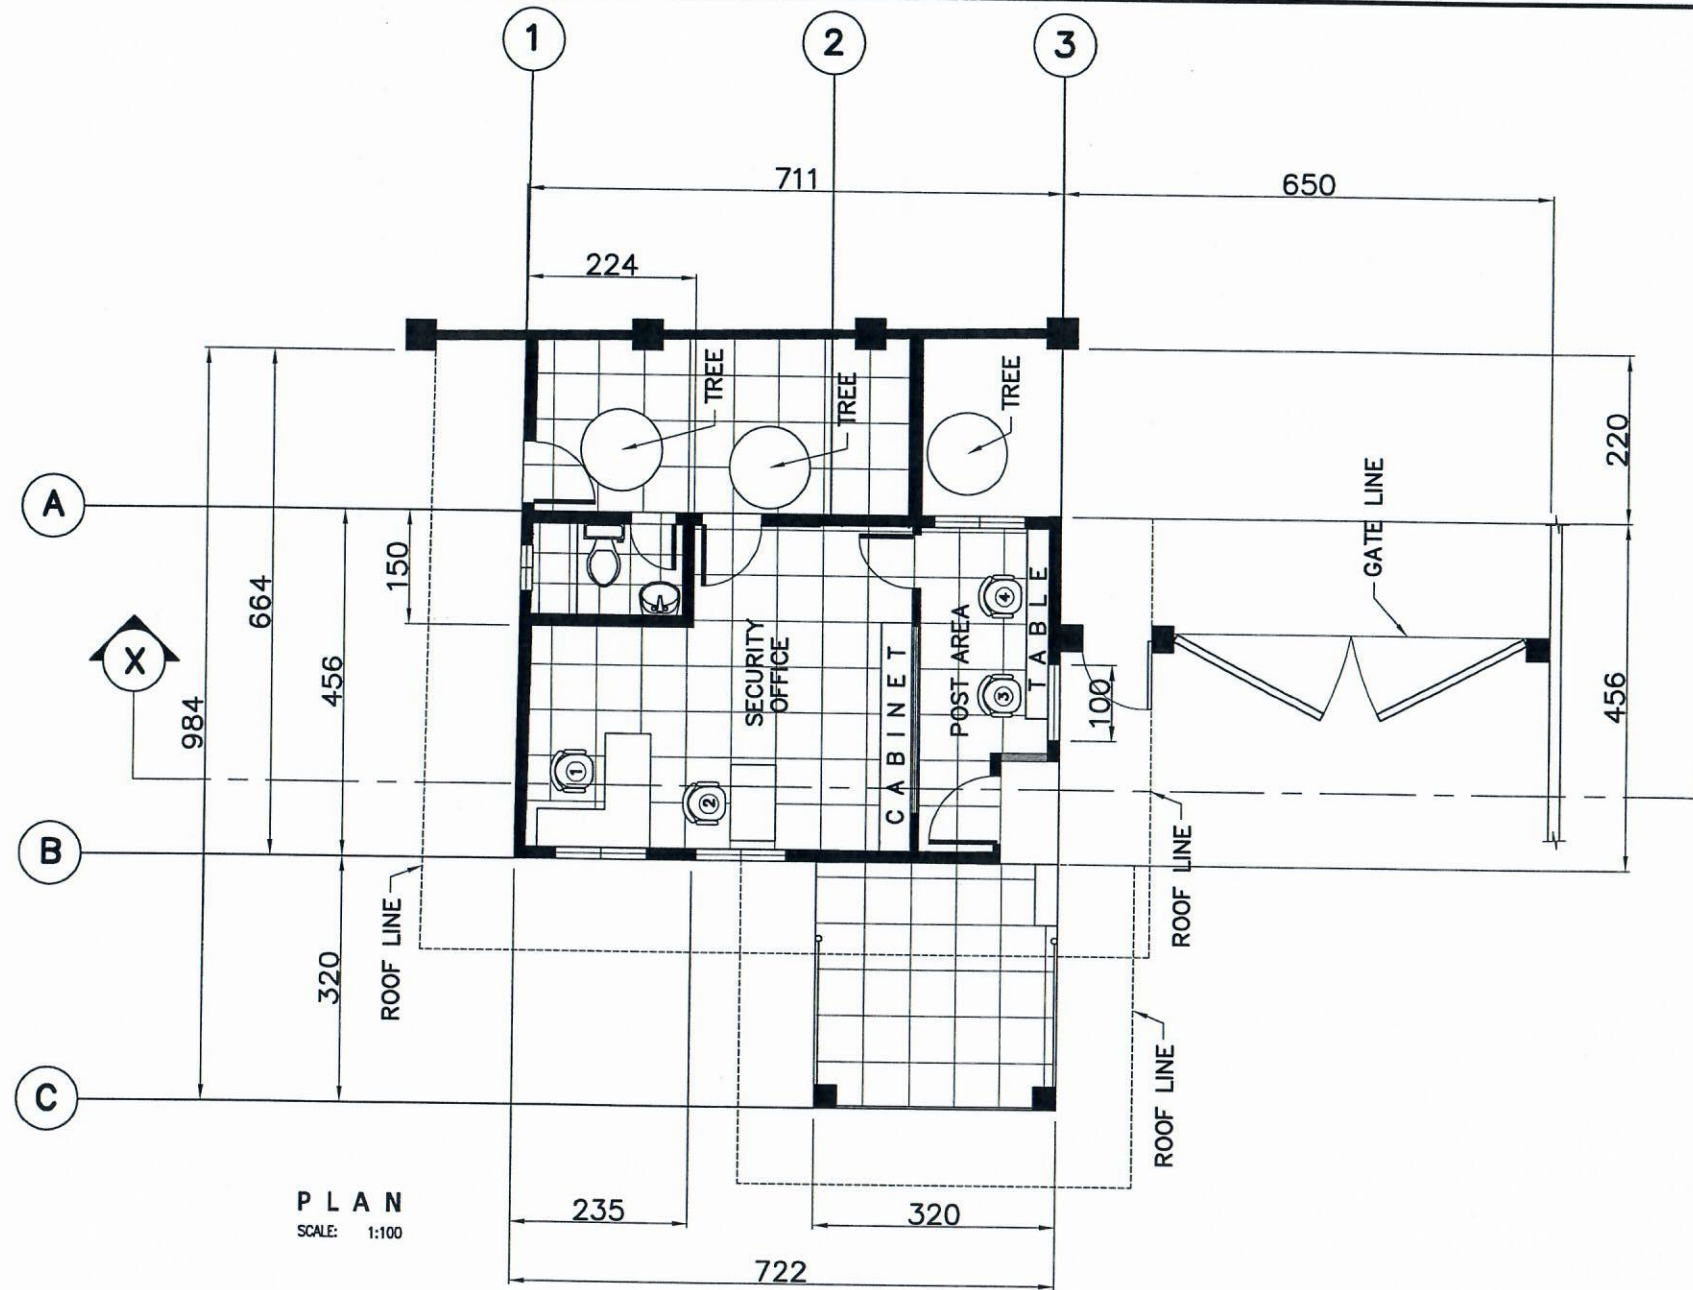 1
2
3
711
650
224
TREE
TREE
TREE
A
B
C
X
984
664
456
150
320
220
456
GATE LINE
SECURITY
OFFICE
CABINET
POST AREA
TABLE
100
1
2
3
4
ROOF LINE
ROOF LINE
ROOF LINE
PLAN
SCALE: 1:100
235
320
722